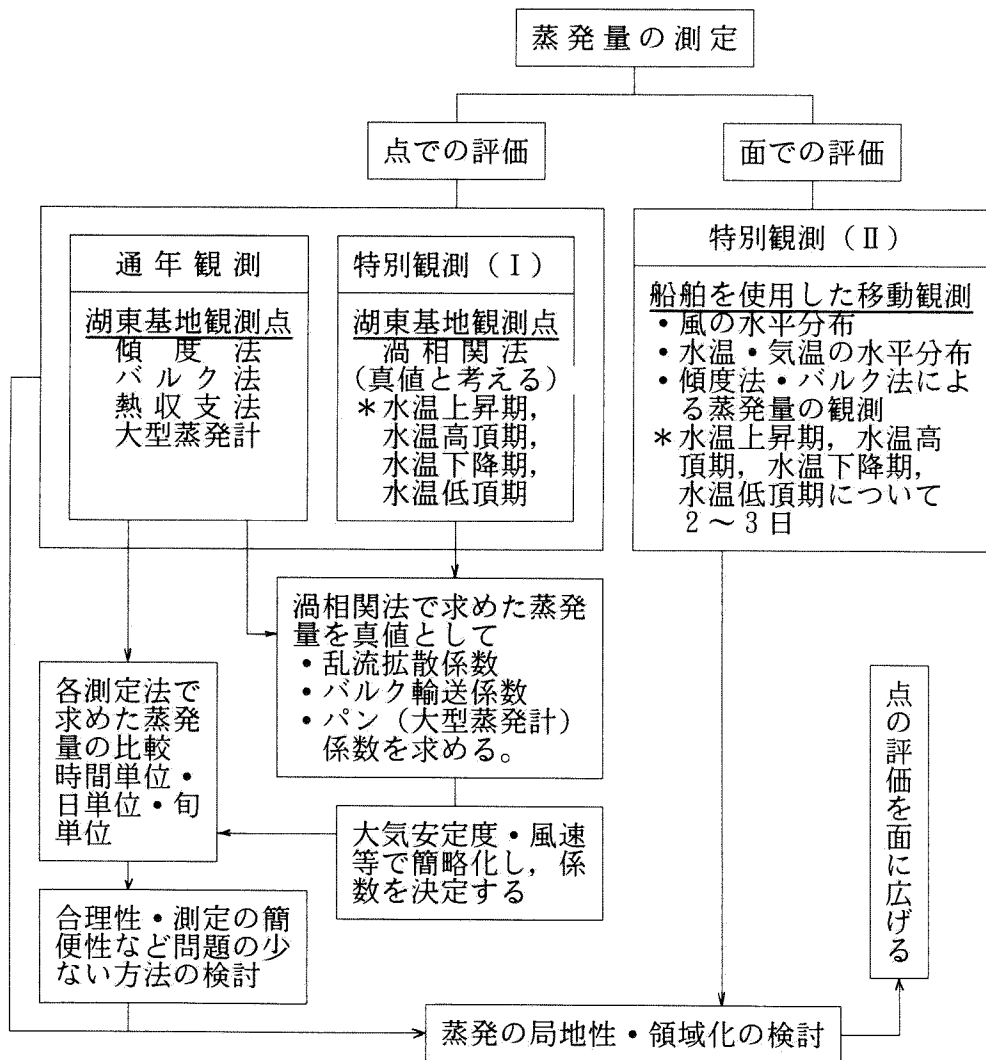 蒸発量の測定
点での評価
面での評価
通年観測
湖東基地観測点
傾度法
バルク法
熱収支法
大型蒸発計
特別観測（Ⅰ）
湖東基地観測点
渦相関法
（真値と考える）
＊水温上昇期，
水温高頂期，
水温下降期，
水温低頂期
特別観測（Ⅱ）
船舶を使用した移動観測
・風の水平分布
・水温・気温の水平分布
・傾度法・バルク法によ
る蒸発量の観測
＊水温上昇期，水温高
頂期，水温下降期，
水温低頂期について
２～３日
渦相関法で求めた蒸発
量を真値として
・乱流拡散係数
・バルク輸送係数
・パン（大型蒸発計）
係数を求める。
各測定法で
求めた蒸発
量の比較
時間単位・
日単位・旬
単位
大気安定度・風速
等で簡略化し，係
数を決定する
合理性・測定の簡
便性など問題の少
ない方法の検討
蒸発の局地性・領域化の検討
点の評価を面に広げる